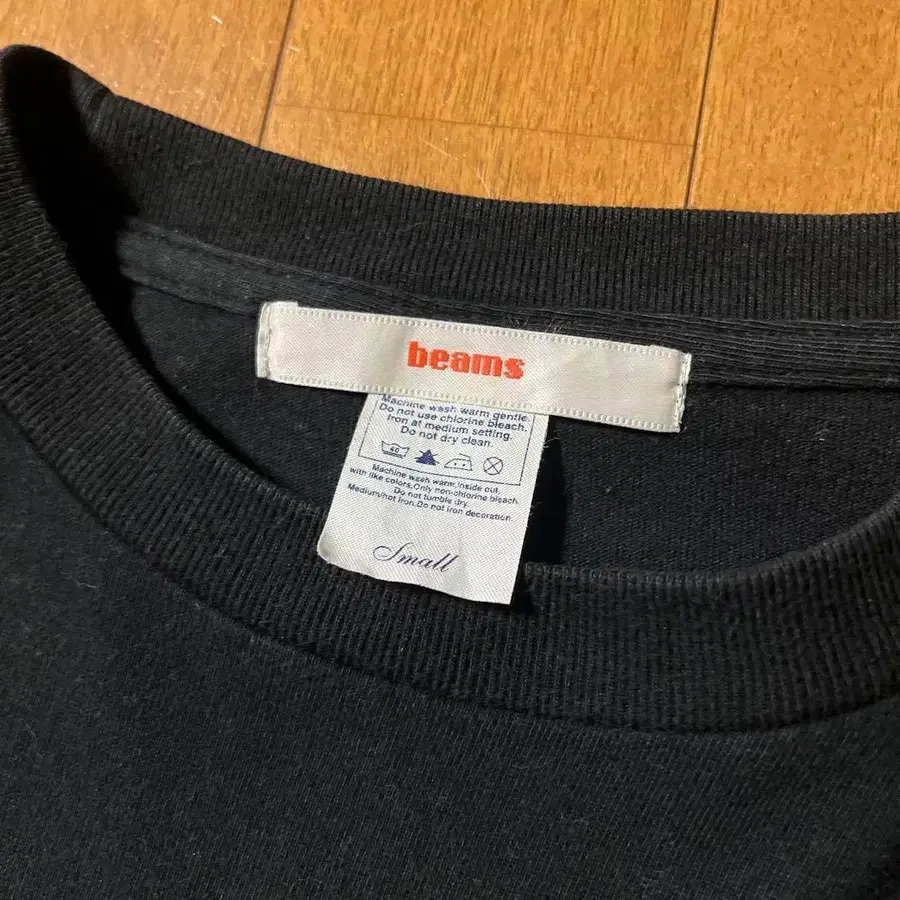 beams
Machine wash warm gentle.
Do not use chlorine bleach.
Iron at medium setting.
Do not dry clean.
40
Machine wash warm,inside out,
with like colors,Only non-chlorine bleach.
Do not tumble dry.
Medium/hot iron.Do not iron decoration.
Small